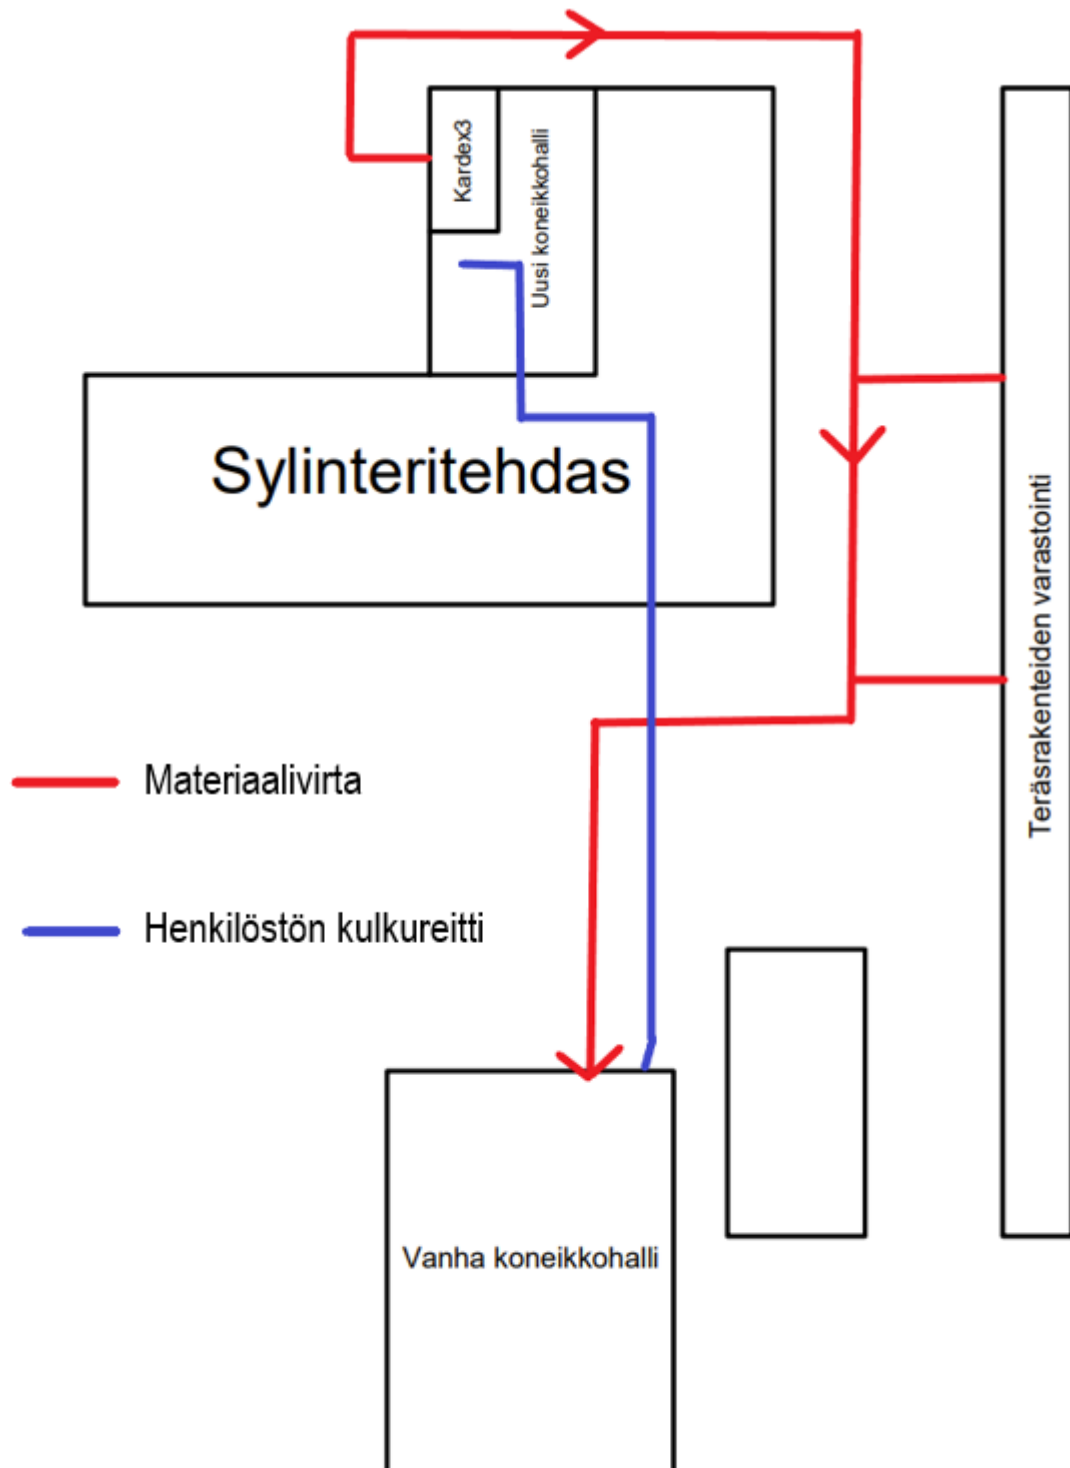 Kardex3
Uusi koneikkohalli
Sylinteritehdas
Teräsrakenteiden varastointi
Materiaalivirta
Henkilöstön kulkureitti
Vanha koneikkohalli